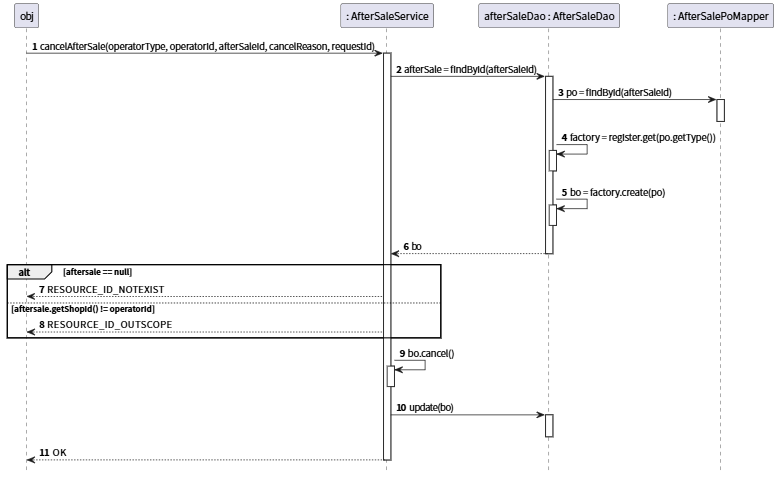 obj
: AfterSaleService
afterSaleDao : AfterSaleDao
: AfterSalePoMapper
1 cancelAfterSale(operatorType, operatorId, afterSaleId, cancelReason, requestId)
2 afterSale = findById(afterSaleId)
3 po = findById(afterSaleId)
4 factory = register.get(po.getType())
5 bo = factory.create(po)
6 bo
alt [aftersale == null]
7 RESOURCE_ID_NOTEXIST
[aftersale.getShopId() != operatorId]
8 RESOURCE_ID_OUTSCOPE
9 bo.cancel()
10 update(bo)
11 OK